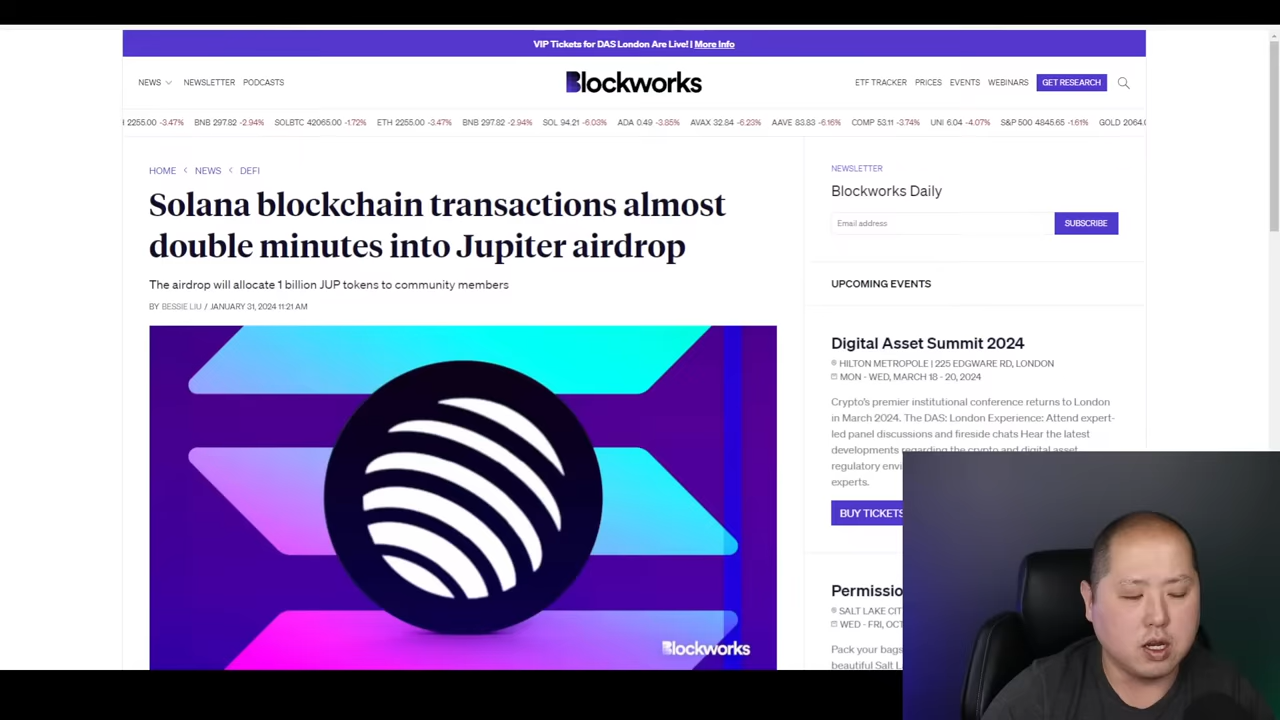 VIP Tickets for DAS London Are Live! | More Info
NEWS NEWSLETTER PODCASTS
Blockworks
ETF TRACKER PRICES EVENTS WEBINARS GET RESEARCH
2255.00 -3.47% BNB 297.82 -2.94% SOLBTC 42065.00 -1.72% ETH 2255.00 -3.47% BNB 297.82 -2.94% SOL 94.21 -6.03% ADA 0.49 -3.85% AVAX 32.84 -6.23% AAVE 83.83 -6.16% COMP 53.11 -3.74% UNI 6.04 -4.07% S&P 500 4845.65 -1.61% GOLD 2064.
HOME NEWS DEFI
Solana blockchain transactions almost
double minutes into Jupiter airdrop
The airdrop will allocate 1 billion JUP tokens to community members
BY BESSIE LIU / JANUARY 31, 2024 11:21 AM
Blockworks
NEWSLETTER
Blockworks Daily
Email address
SUBSCRIBE
UPCOMING EVENTS
Digital Asset Summit 2024
HILTON METROPOLE | 225 EDGWARE RD, LONDON
MON - WED, MARCH 18 - 20, 2024
Crypto's premier institutional conference returns to London
in March 2024. The DAS: London Experience: Attend expert-
led panel discussions and fireside chats Hear the latest
developments regarding the crypto and digital asset
regulatory envi
experts.
BUY TICKETS
Permissio
SALT LAKE CIT
WED - FRI, OCT
Pack your bags
beautiful Salt L